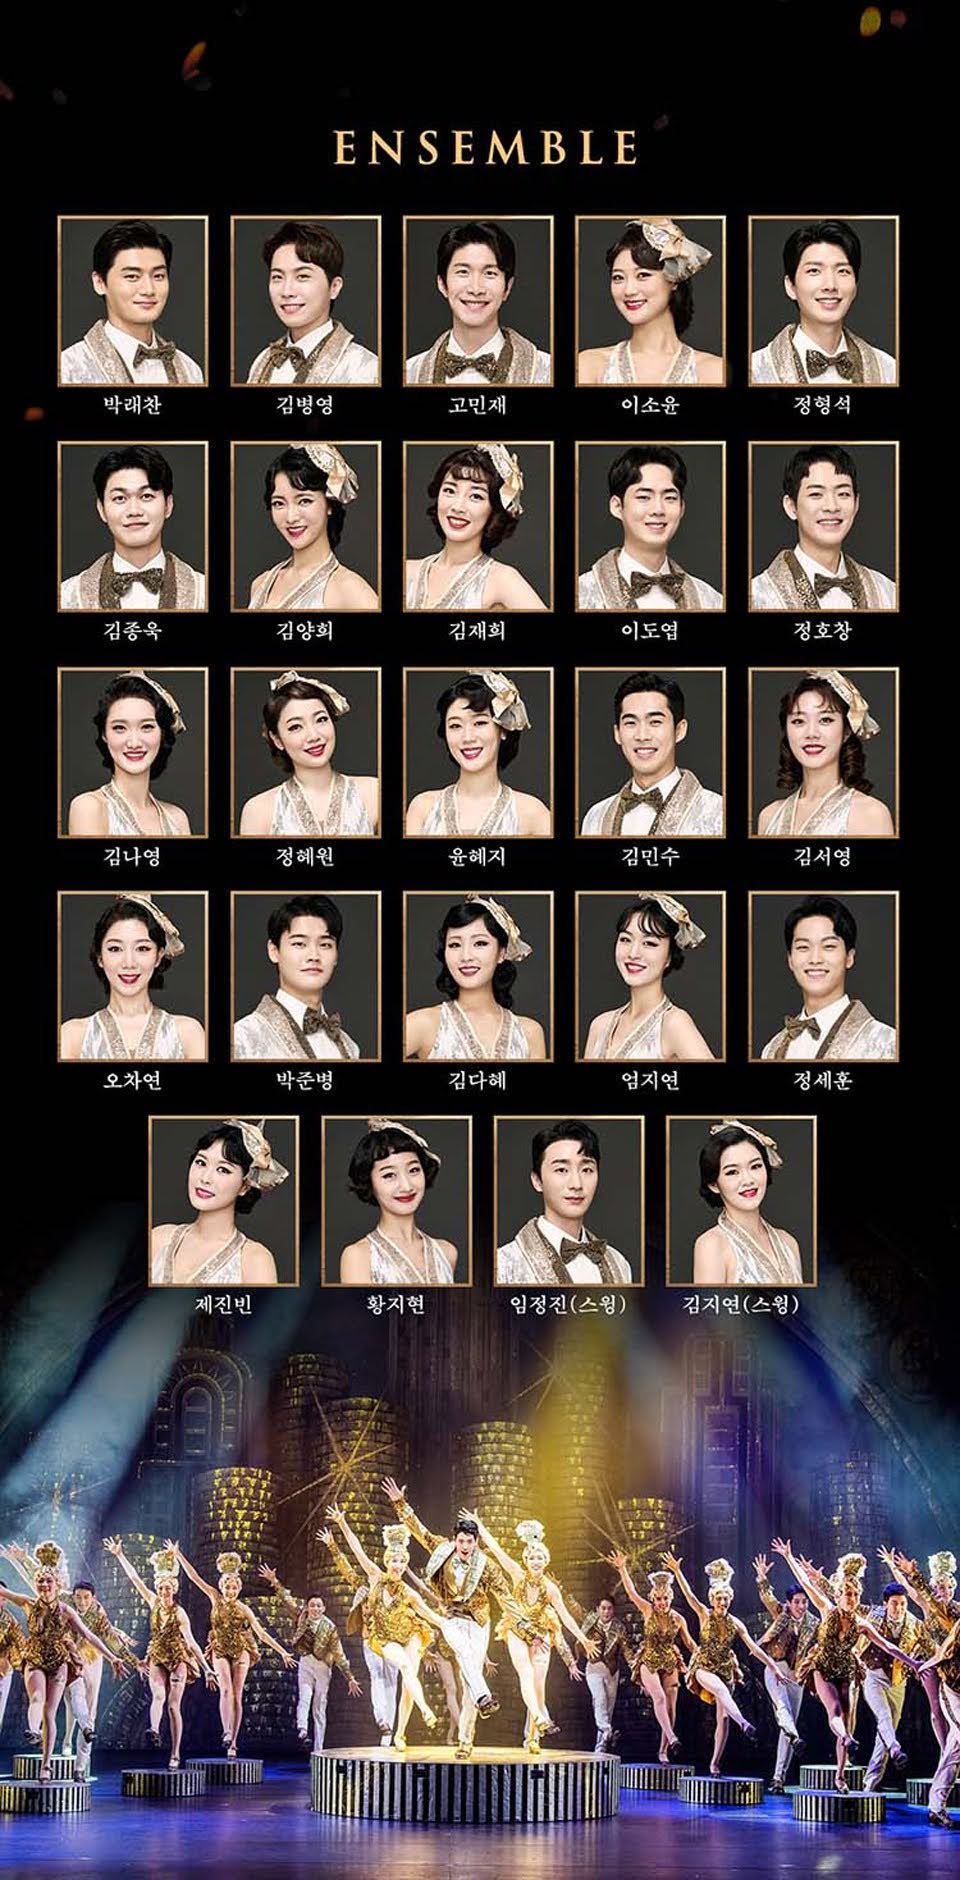 ENSEMBLE
박래찬 김병영 고민재 이소윤 정형석
김종욱 김양희 김재희 이도엽 정호창
김나영 정혜원 윤혜지 김민수 김서영
오차연 박준병 김다혜 엄지연 정세훈
제진빈 황지현 임정진(스윙) 김지연(스윙)